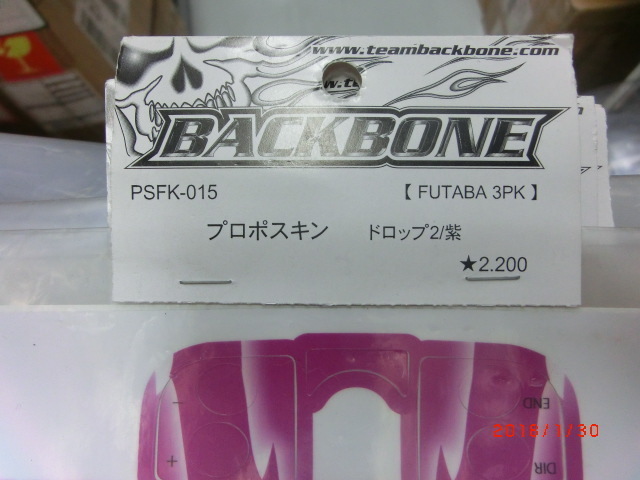 www.teambackbone.com
BACKBONE
PSFK-015 【 FUTABA 3PK 】
プロポスキン ドロップ2/紫
★2.200
− END
+ DIR
2018/1/30